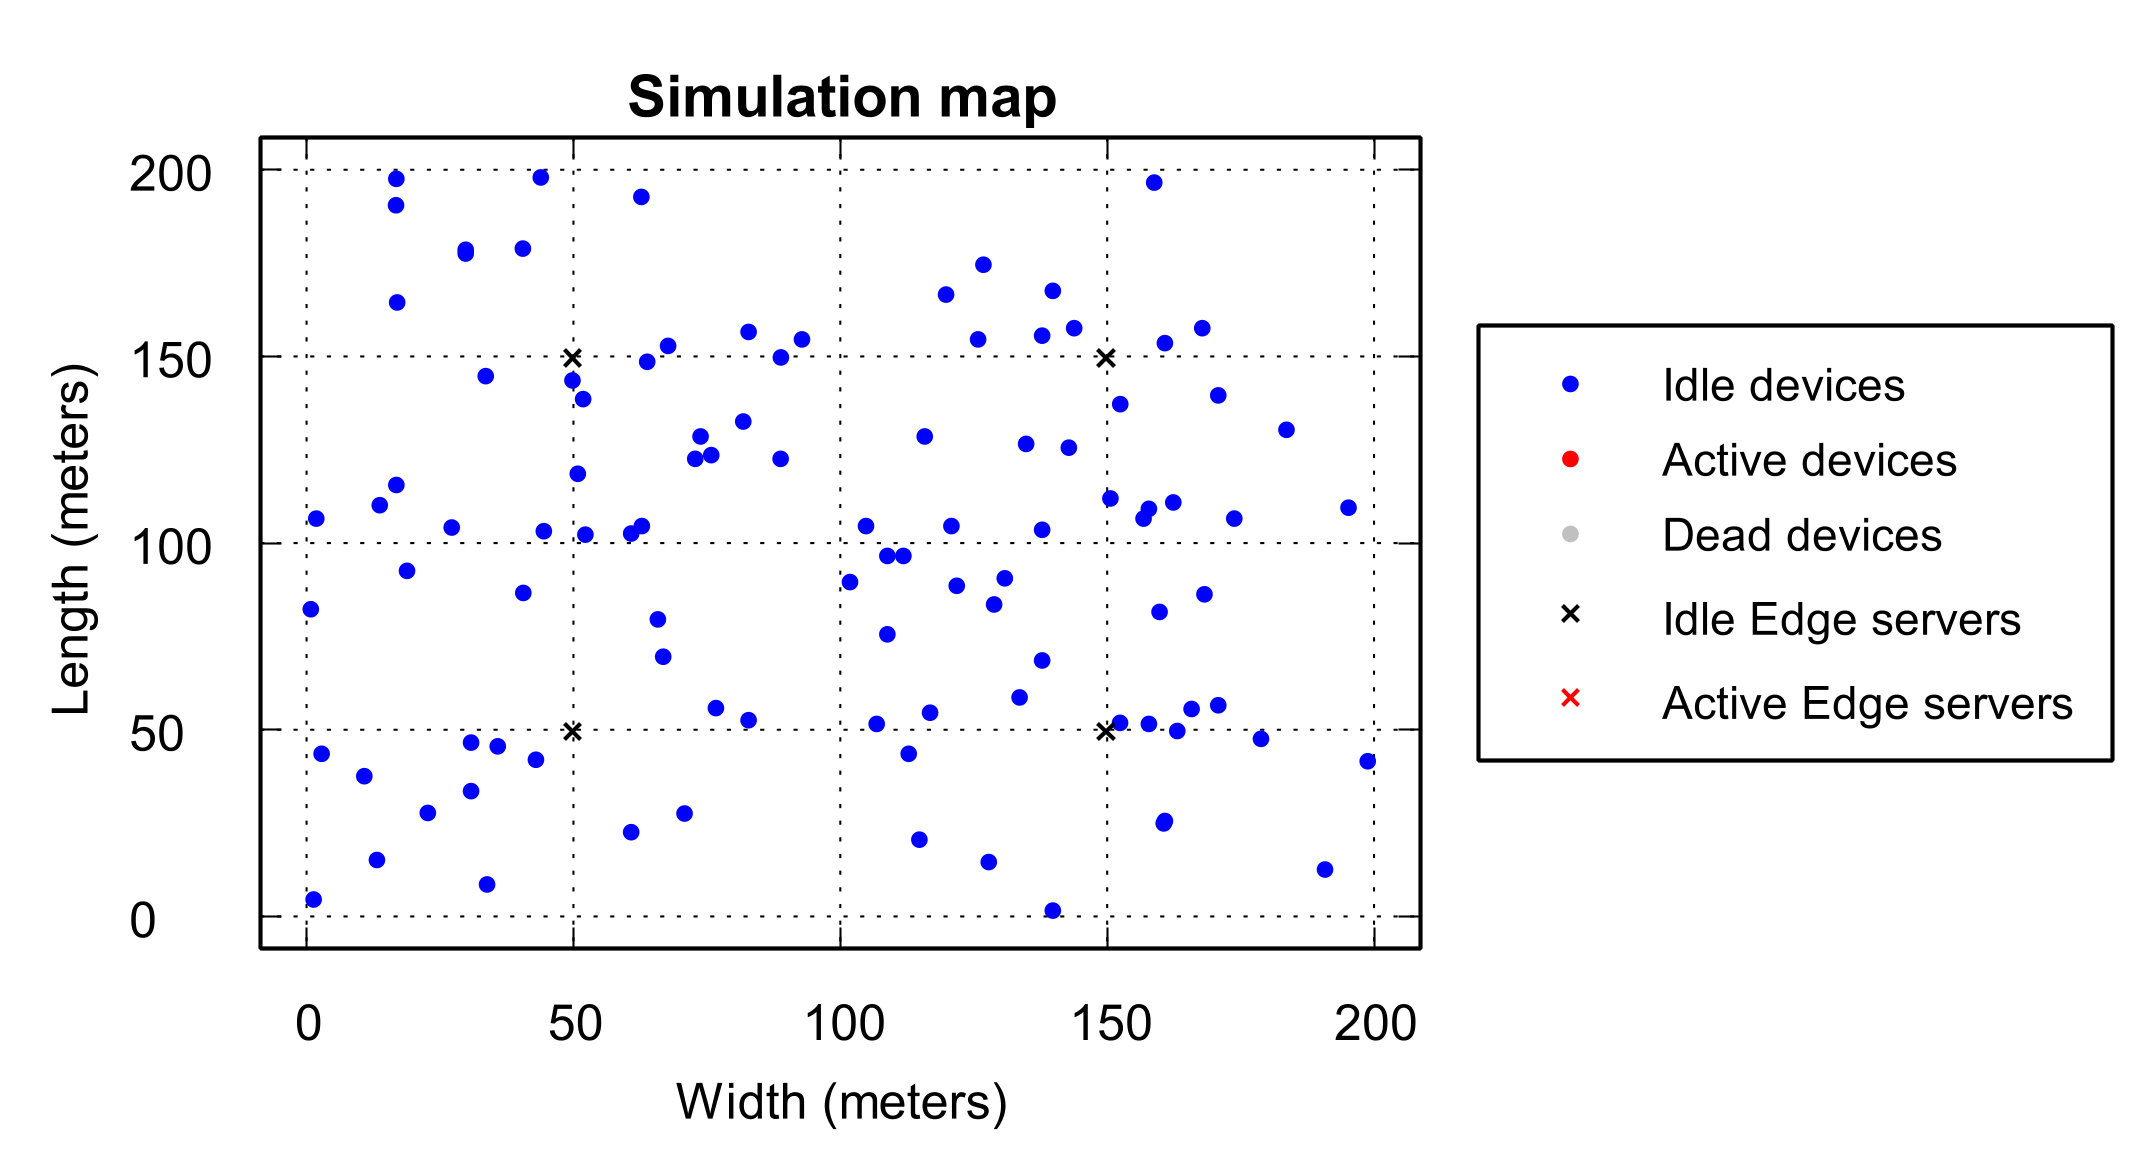 Simulation map
200
150
100
50
0
Length (meters)
0 50 100 150 200
Width (meters)
Idle devices
Active devices
Dead devices
Idle Edge servers
Active Edge servers